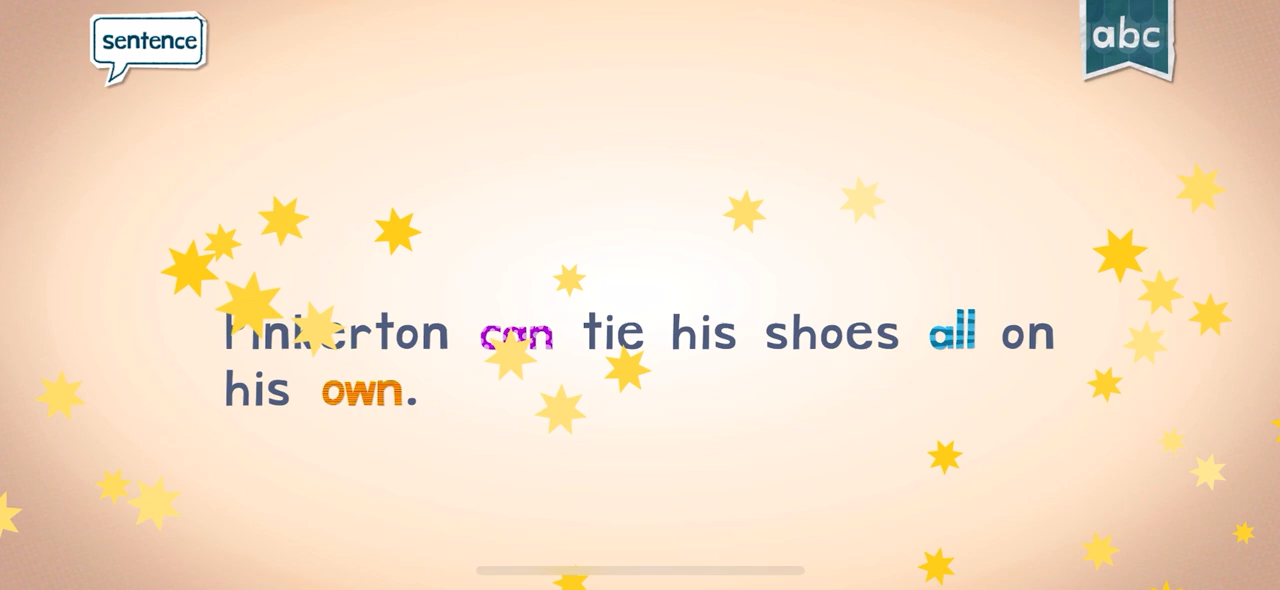 sentence
abc
Pinkerton can tie his shoes all on
his own.